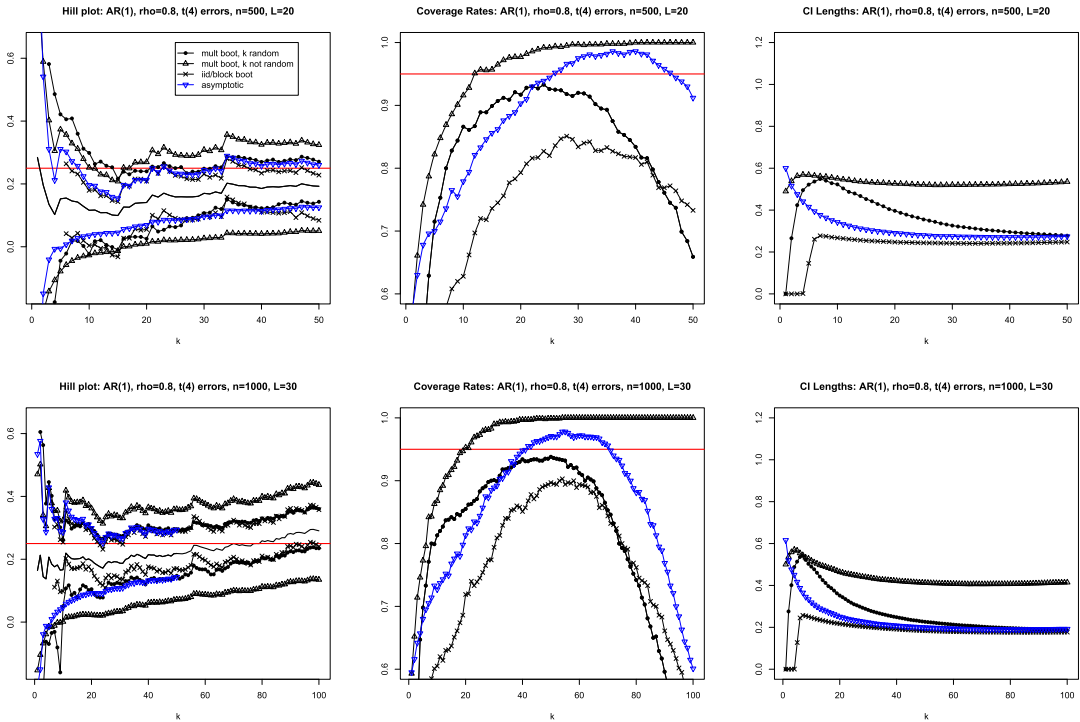 Hill plot: AR(1), rho=0.8, t(4) errors, n=500, L=20
0.6
0.4
0.2
0.0
mult boot, k random
mult boot, k not random
iid/block boot
asymptotic
0 10 20 30 40 50
k
Coverage Rates: AR(1), rho=0.8, t(4) errors, n=500, L=20
1.0
0.9
0.8
0.7
0.6
0 10 20 30 40 50
k
CI Lengths: AR(1), rho=0.8, t(4) errors, n=500, L=20
1.2
1.0
0.8
0.6
0.4
0.2
0.0
0 10 20 30 40 50
k
Hill plot: AR(1), rho=0.8, t(4) errors, n=1000, L=30
0.6
0.4
0.2
0.0
0 20 40 60 80 100
k
Coverage Rates: AR(1), rho=0.8, t(4) errors, n=1000, L=30
1.0
0.9
0.8
0.7
0.6
0 20 40 60 80 100
k
CI Lengths: AR(1), rho=0.8, t(4) errors, n=1000, L=30
1.2
1.0
0.8
0.6
0.4
0.2
0.0
0 20 40 60 80 100
k